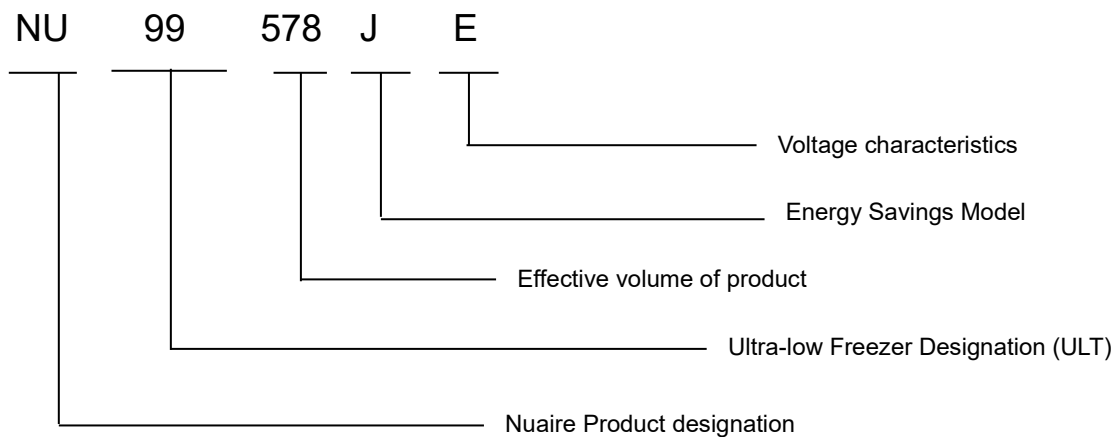 NU 99 578 J E
Voltage characteristics
Energy Savings Model
Effective volume of product
Ultra-low Freezer Designation (ULT)
Nuaire Product designation